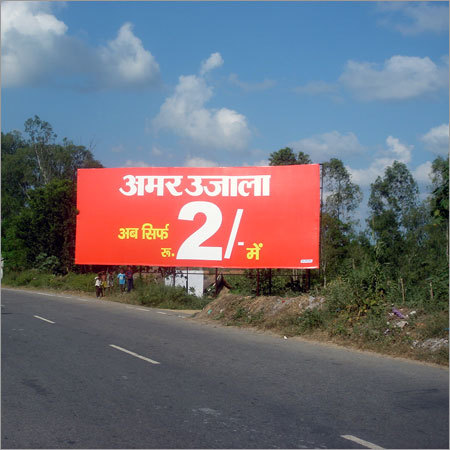 अमर उजाला
अब सिर्फ
रू. 2/- में